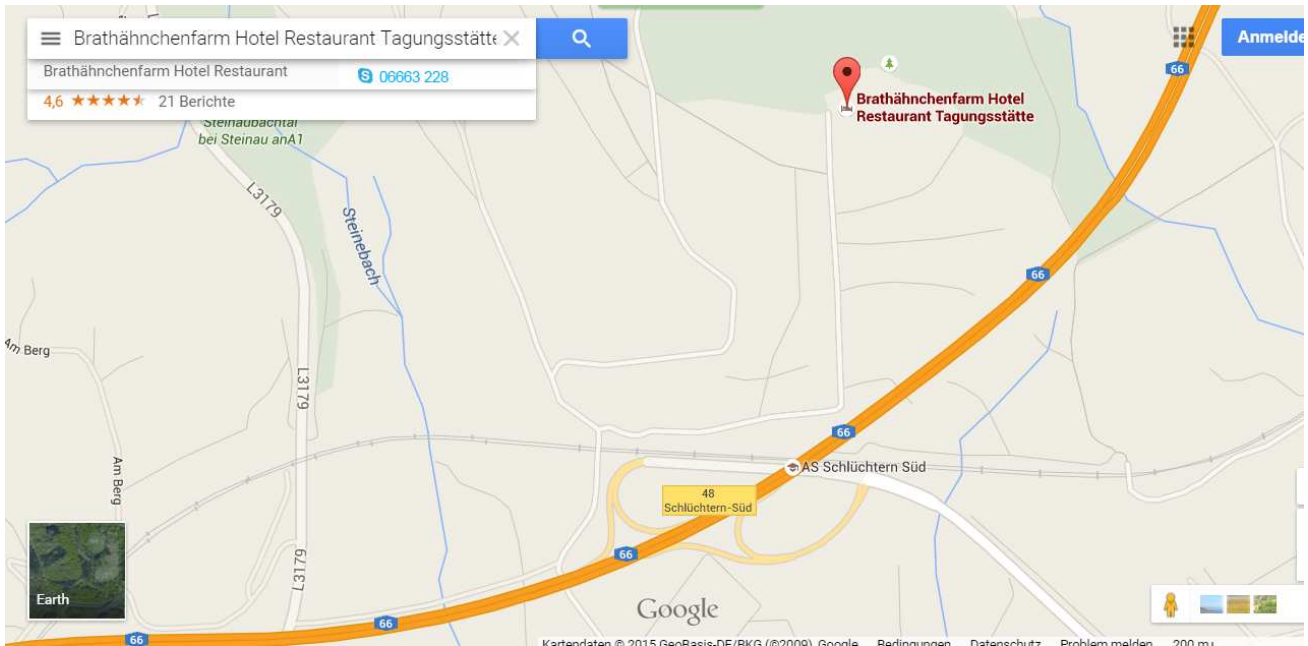 Brathähnchenfarm Hotel Restaurant Tagungsstätte
Anmelde
Brathähnchenfarm Hotel Restaurant
06663 228
4,6 21 Berichte
66
Brathähnchenfarm Hotel
Restaurant Tagungsstätte
Steinaubachtal
bei Steinau anA1
L3179
Steinebach
66
Am Berg
L3179
66
AS Schlüchtern Süd
Am Berg
48
Schlüchtern-Süd
66
L3179
Earth
Google
66
66
Kartendaten © 2015 GeoBasis-DE/BKG (©2009), Google Bedingungen Datenschutz Problem melden 200 m